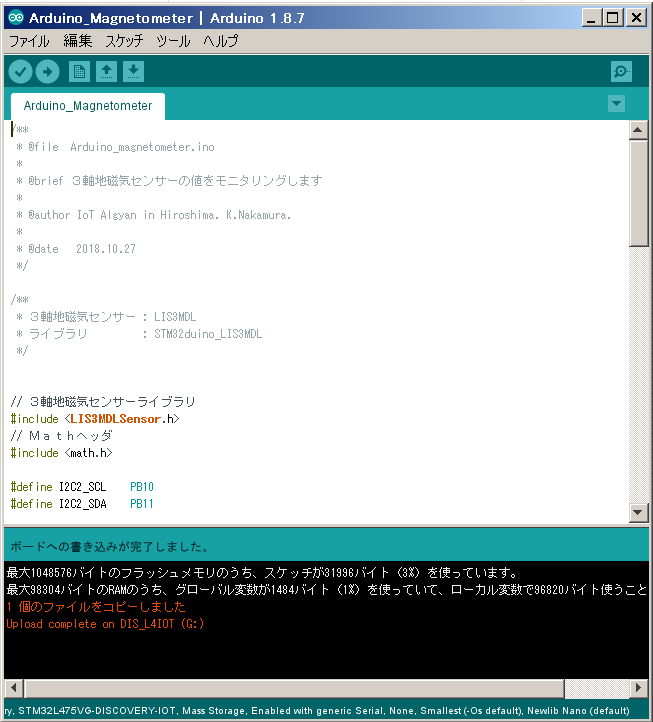 Arduino_Magnetometer | Arduino 1.8.7
ファイル 編集 スケッチ ツール ヘルプ
Arduino_Magnetometer
/**
* @file Arduino_magnetometer.ino
*
* @brief ３軸地磁気センサーの値をモニタリングします
*
* @author IoT Algyan in Hiroshima. K.Nakamura.
*
* @date 2018.10.27
*/
/**
* ３軸地磁気センサー : LIS3MDL
* ライブラリ : STM32duino_LIS3MDL
*/
// ３軸地磁気センサーライブラリ
#include <LIS3MDLSensor.h>
// Ｍａｔｈヘッダ
#include <math.h>
#define I2C2_SCL PB10
#define I2C2_SDA PB11
ボードへの書き込みが完了しました。
最大1048576バイトのフラッシュメモリのうち、スケッチが31996バイト（3%）を使っています。
最大98304バイトのRAMのうち、グローバル変数が1484バイト（1%）を使っていて、ローカル変数で96820バイト使うこと
1 個のファイルをコピーしました
Upload complete on DIS_L4IOT (G:)
ry, STM32L475VG-DISCOVERY-IOT, Mass Storage, Enabled with generic Serial, None, Smallest (-Os default), Newlib Nano (default)